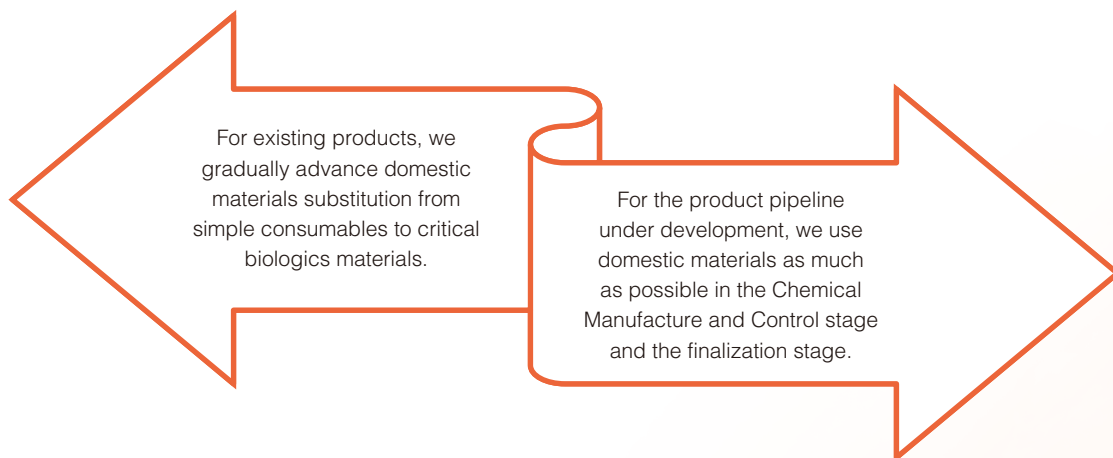 For existing products, we
gradually advance domestic
materials substitution from
simple consumables to critical
biologics materials.
For the product pipeline
under development, we use
domestic materials as much
as possible in the Chemical
Manufacture and Control stage
and the finalization stage.